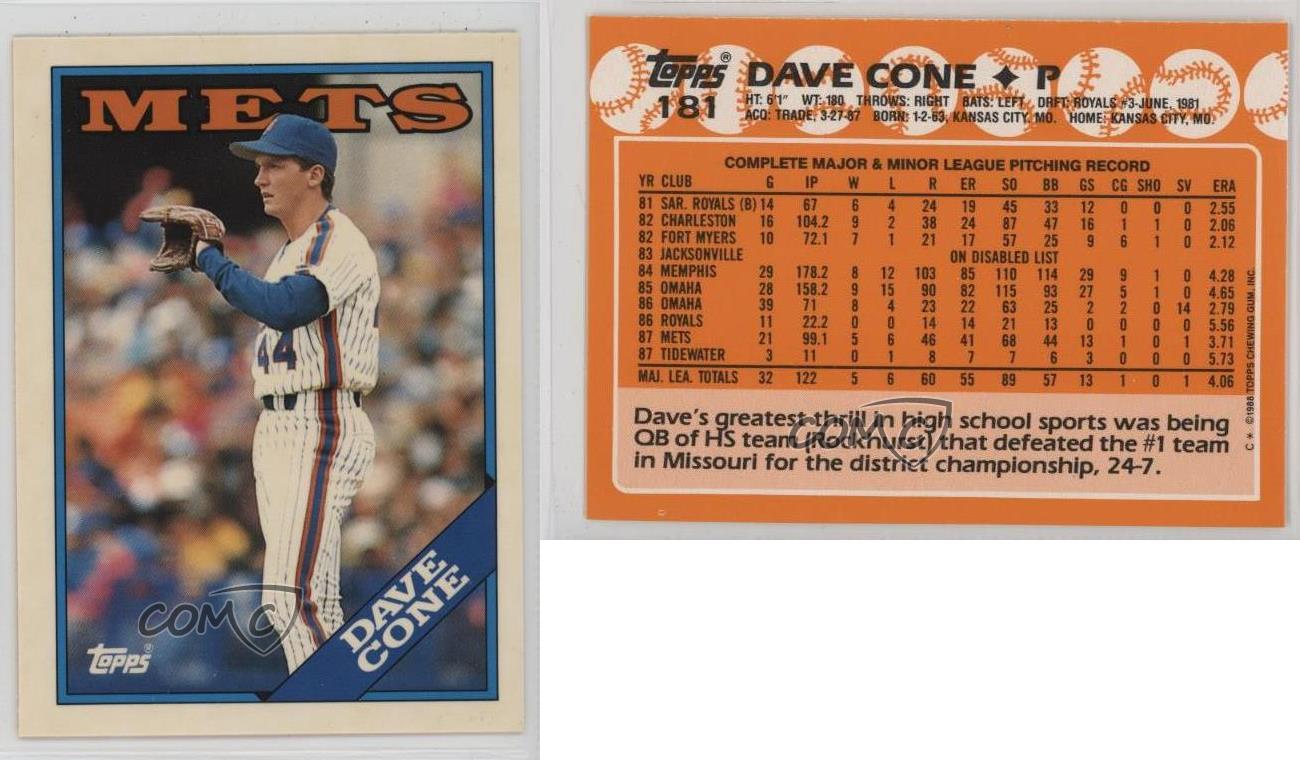 METS
44
DAVE
CONE
COMC
topps®
topps® DAVE CONE ✦ P
181 HT: 6'1" WT: 180 THROWS: RIGHT BATS: LEFT DRFT: ROYALS #3-JUNE, 1981
ACQ: TRADE, 3-27-87 BORN: 1-2-63, KANSAS CITY, MO. HOME: KANSAS CITY, MO.
COMPLETE MAJOR & MINOR LEAGUE PITCHING RECORD
YR CLUB G IP W L R ER SO BB GS CG SHO SV ERA
81 SAR. ROYALS (B) 14 67 6 4 24 19 45 33 12 0 0 0 2.55
82 CHARLESTON 16 104.2 9 2 38 24 87 47 16 1 1 0 2.06
82 FORT MYERS 10 72.1 7 1 21 17 57 25 9 6 1 0 2.12
83 JACKSONVILLE ON DISABLED LIST
84 MEMPHIS 29 178.2 8 12 103 85 110 114 29 9 1 0 4.28
85 OMAHA 28 158.2 9 15 90 82 115 93 27 5 1 0 4.65
86 OMAHA 39 71 8 4 23 22 63 25 2 2 0 14 2.79
86 ROYALS 11 22.2 0 0 14 14 21 13 0 0 0 0 5.56
87 METS 21 99.1 5 6 46 41 68 44 13 1 0 1 3.71
87 TIDEWATER 3 11 0 1 8 7 7 6 3 0 0 0 5.73
MAJ. LEA. TOTALS 32 122 5 6 60 55 89 57 13 1 0 1 4.06
Dave's greatest thrill in high school sports was being
QB of HS team (Rockhurst) that defeated the #1 team
in Missouri for the district championship, 24-7.
COMC
C * ©1988 TOPPS CHEWING GUM, INC.